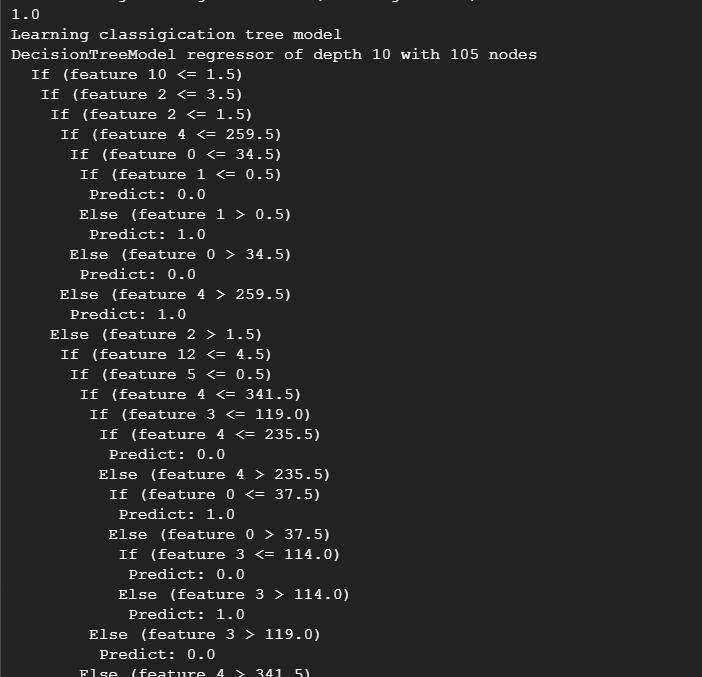 1.0
Learning classigication tree model
DecisionTreeModel regressor of depth 10 with 105 nodes
If (feature 10 <= 1.5)
If (feature 2 <= 3.5)
If (feature 2 <= 1.5)
If (feature 4 <= 259.5)
If (feature 0 <= 34.5)
If (feature 1 <= 0.5)
Predict: 0.0
Else (feature 1 > 0.5)
Predict: 1.0
Else (feature 0 > 34.5)
Predict: 0.0
Else (feature 4 > 259.5)
Predict: 1.0
Else (feature 2 > 1.5)
If (feature 12 <= 4.5)
If (feature 5 <= 0.5)
If (feature 4 <= 341.5)
If (feature 3 <= 119.0)
If (feature 4 <= 235.5)
Predict: 0.0
Else (feature 4 > 235.5)
If (feature 0 <= 37.5)
Predict: 1.0
Else (feature 0 > 37.5)
If (feature 3 <= 114.0)
Predict: 0.0
Else (feature 3 > 114.0)
Predict: 1.0
Else (feature 3 > 119.0)
Predict: 0.0
Else (feature 4 > 341.5)